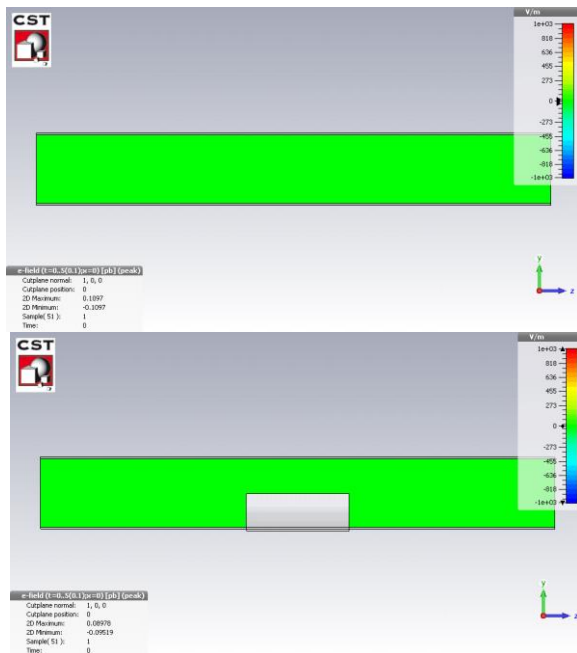 CST
V/m
1e+03
818
636
455
273
0
-273
-455
-636
-818
-1e+03
y
z
e-field (t=0..5(0.1);x=0) [pb] (peak)
Cutplane normal: 1, 0, 0
Cutplane position: 0
2D Maximum: 0.1097
2D Minimum: -0.1097
Sample( 51 ): 1
Time: 0
CST
V/m
1e+03
818
636
455
273
0
-273
-455
-636
-818
-1e+03
y
z
e-field (t=0..5(0.1);x=0) [pb] (peak)
Cutplane normal: 1, 0, 0
Cutplane position: 0
2D Maximum: 0.08978
2D Minimum: -0.09519
Sample( 51 ): 1
Time: 0